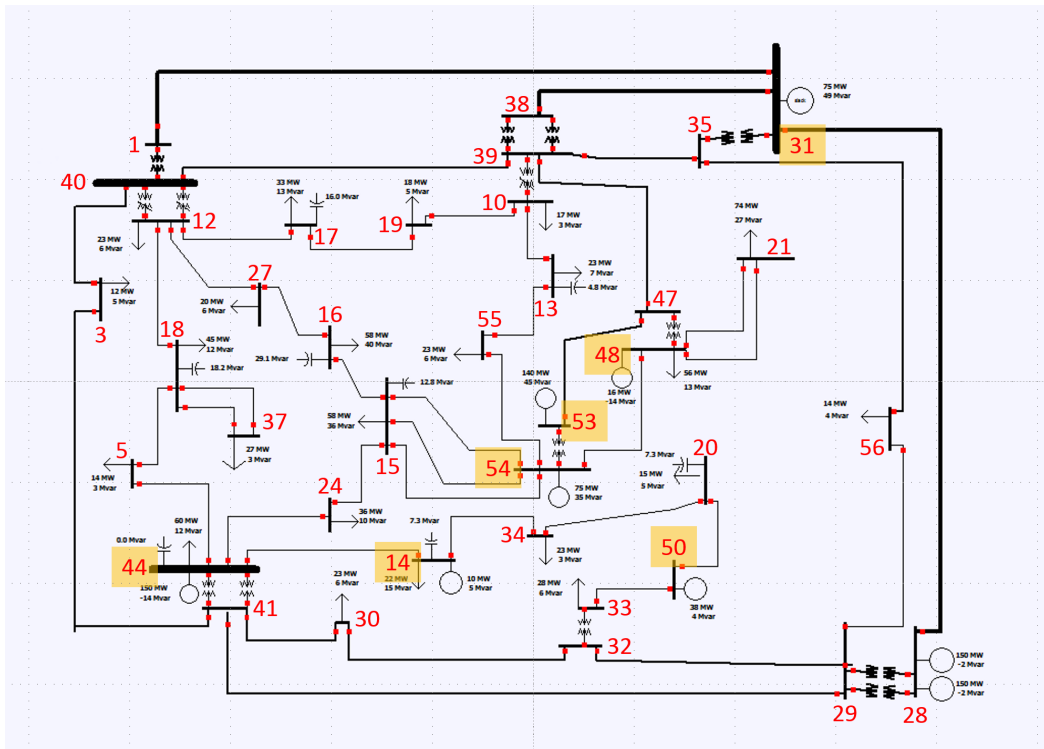 75 MW
49 Mvar
slack
38
35
31
1
39
40
33 MW
13 Mvar
16.0 Mvar
18 MW
5 Mvar
10
12
17
19
17 MW
3 Mvar
74 MW
27 Mvar
21
23 MW
6 Mvar
27
23 MW
7 Mvar
4.8 Mvar
13
12 MW
5 Mvar
3
20 MW
6 Mvar
16
47
18
45 MW
12 Mvar
18.2 Mvar
58 MW
40 Mvar
29.1 Mvar
55
23 MW
6 Mvar
48
56 MW
13 Mvar
16 MW
-14 Mvar
140 MW
45 Mvar
12.8 Mvar
53
14 MW
4 Mvar
56
58 MW
36 Mvar
15
37
27 MW
3 Mvar
5
14 MW
3 Mvar
54
75 MW
35 Mvar
20
7.3 Mvar
15 MW
5 Mvar
24
36 MW
10 Mvar
7.3 Mvar
34
23 MW
3 Mvar
60 MW
12 Mvar
0.0 Mvar
44
150 MW
-14 Mvar
14
22 MW
15 Mvar
10 MW
5 Mvar
50
38 MW
4 Mvar
23 MW
6 Mvar
28 MW
6 Mvar
33
41
30
32
150 MW
-2 Mvar
150 MW
-2 Mvar
29
28